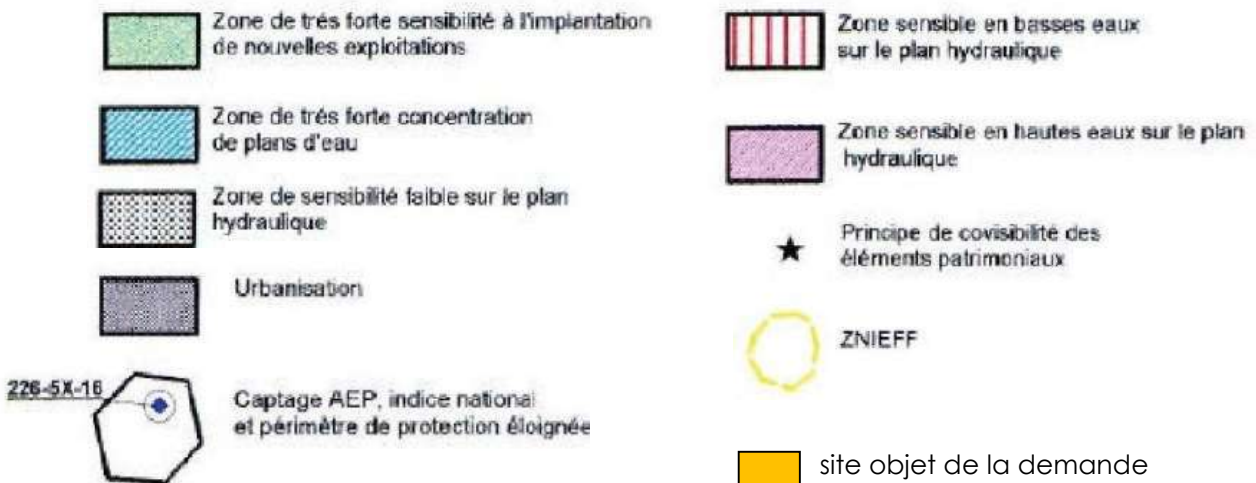 Zone de trés forte sensibilité à l'implantation
de nouvelles exploitations
Zone de trés forte concentration
de plans d'eau
Zone de sensibilité faible sur le plan
hydraulique
Urbanisation
226-5X-16
Captage AEP, indice national
et périmètre de protection éloignée
Zone sensible en basses eaux
sur le plan hydraulique
Zone sensible en hautes eaux sur le plan
hydraulique
Principe de covisibilité des
éléments patrimoniaux
ZNIEFF
site objet de la demande